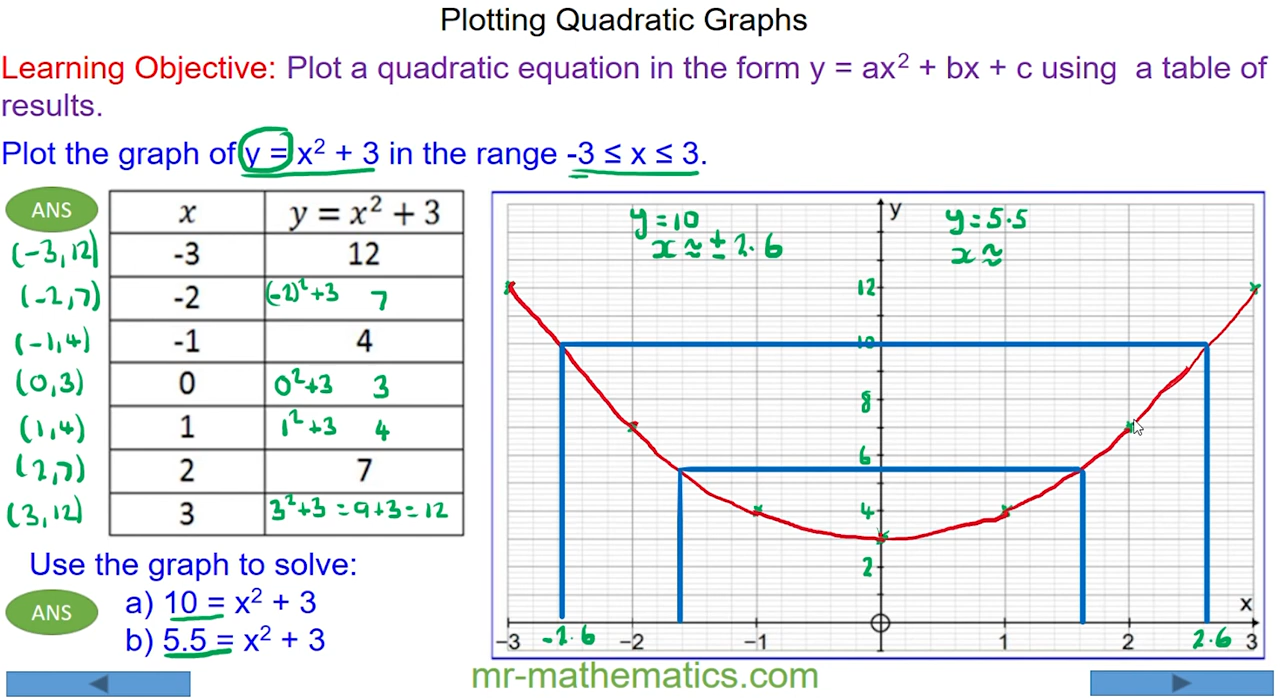 Plotting Quadratic Graphs
Learning Objective: Plot a quadratic equation in the form y = ax² + bx + c using a table of
results.
Plot the graph of y = x² + 3 in the range -3 ≤ x ≤ 3.
ANS
x y = x² + 3
(-3,12) -3 12
(-2,7) -2 (-2)²+3 7
(-1,4) -1 4
(0,3) 0 0²+3 3
(1,4) 1 1²+3 4
(2,7) 2 7
(3,12) 3 3²+3 = 9+3 = 12
Use the graph to solve:
ANS
a) 10 = x² + 3
b) 5.5 = x² + 3
y = 10
x ≈ ± 2.6
y
y = 5.5
x ≈
12
10
8
6
4
2
x
-3 -2.6 -2 -1 1 2 2.6 3
mr-mathematics.com